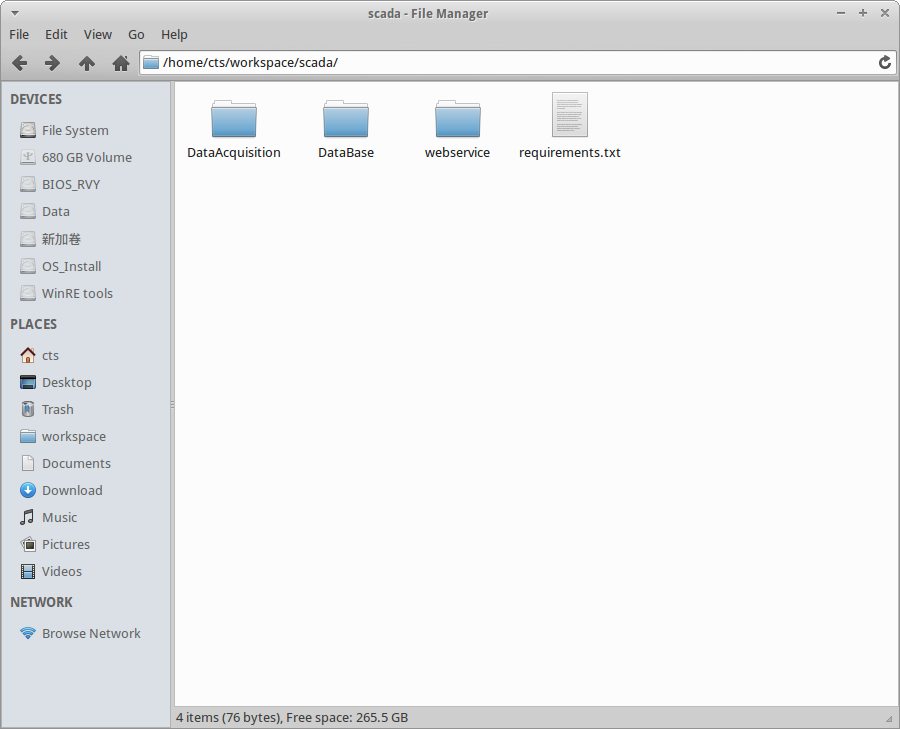 scada - File Manager
File Edit View Go Help
/home/cts/workspace/scada/
DEVICES
File System
680 GB Volume
BIOS_RVY
Data
新加卷
OS_Install
WinRE tools
PLACES
cts
Desktop
Trash
workspace
Documents
Download
Music
Pictures
Videos
NETWORK
Browse Network
DataAcquisition DataBase webservice requirements.txt
4 items (76 bytes), Free space: 265.5 GB